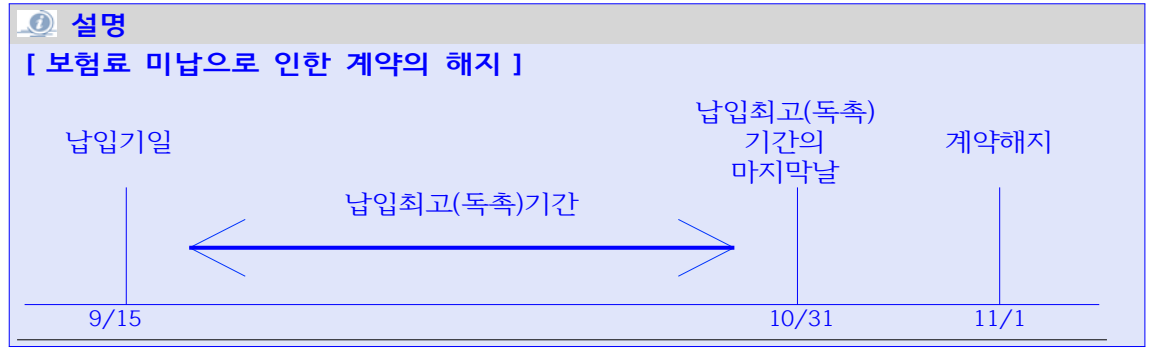 설명
[ 보험료 미납으로 인한 계약의 해지 ]
납입기일
납입최고(독촉)
기간의
마지막날
계약해지
납입최고(독촉)기간
9/15
10/31
11/1